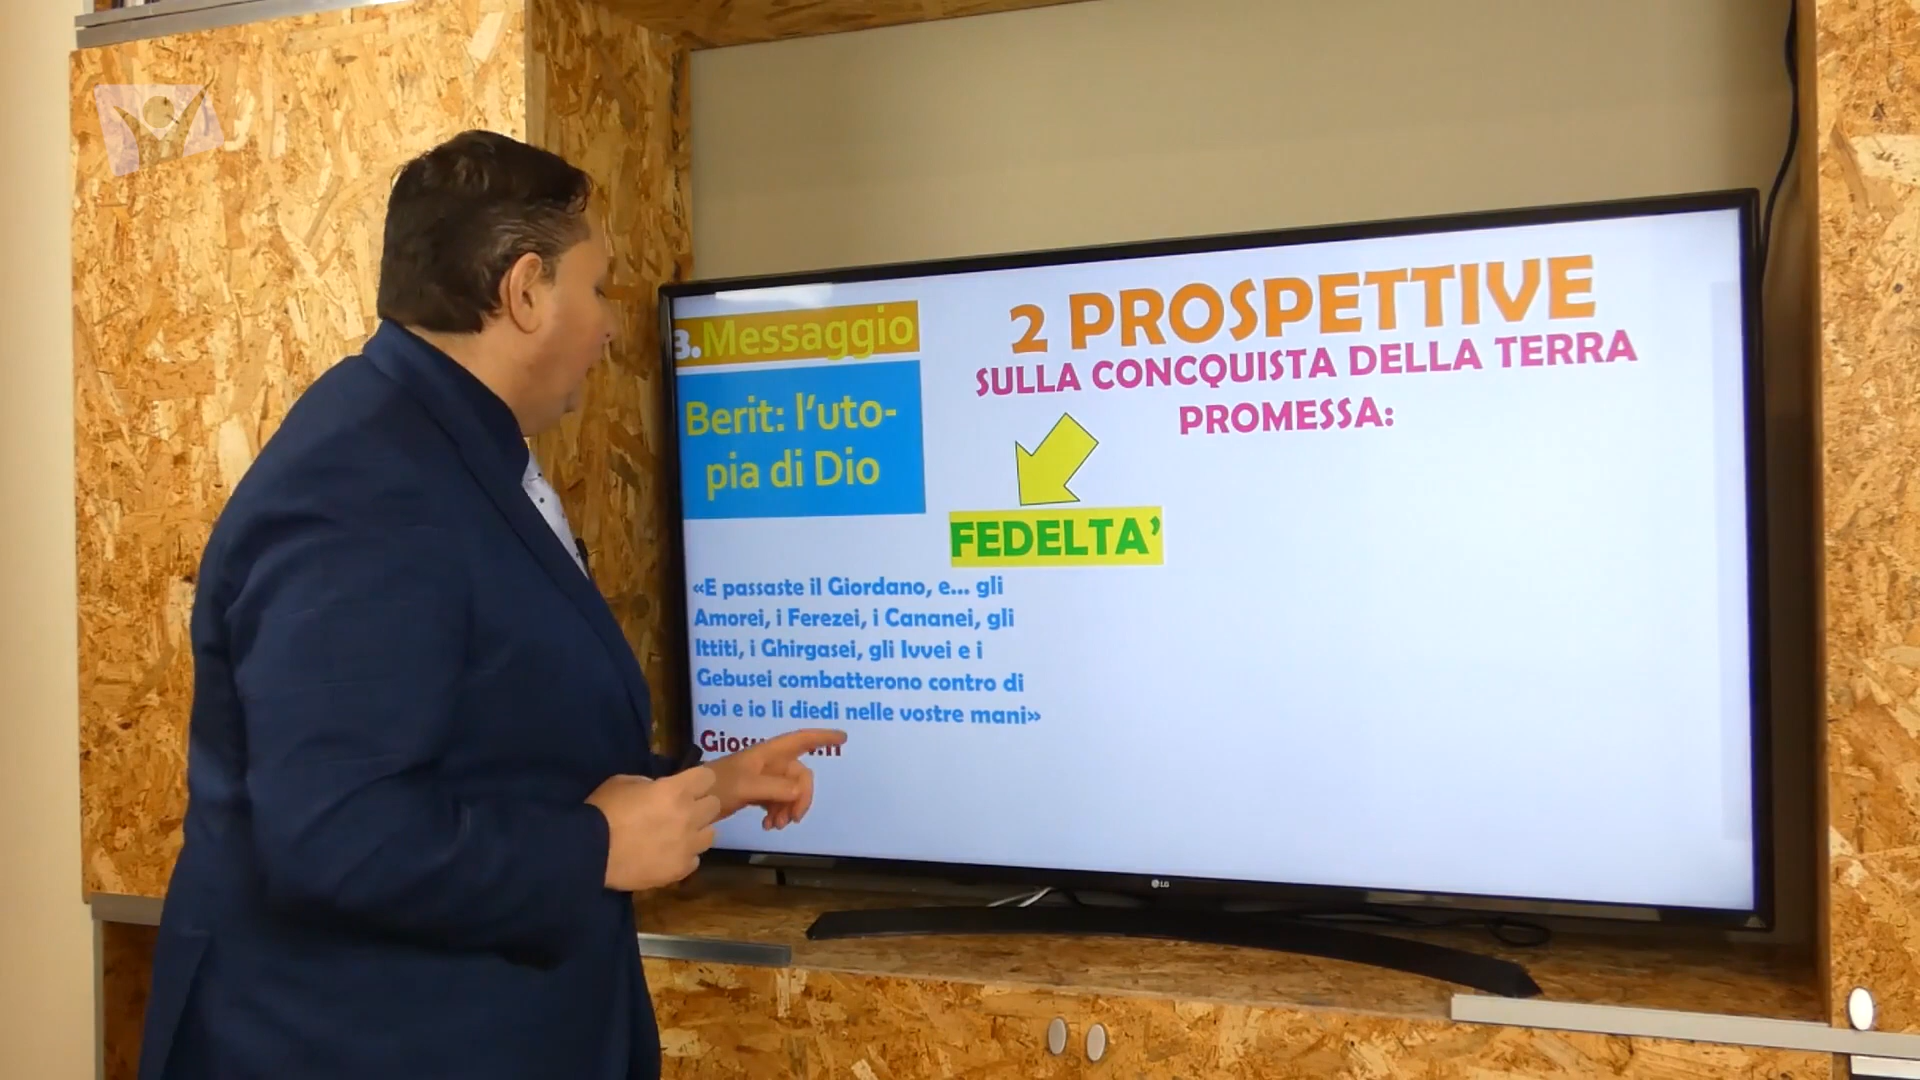 3.Messaggio
Berit: l'uto-
pia di Dio
2 PROSPETTIVE
SULLA CONCQUISTA DELLA TERRA
PROMESSA:
FEDELTA'
«E passaste il Giordano, e... gli
Amorei, i Ferezei, i Cananei, gli
Ittiti, i Ghirgasei, gli Ivvei e i
Gebusei combatterono contro di
voi e io li diedi nelle vostre mani»
LG